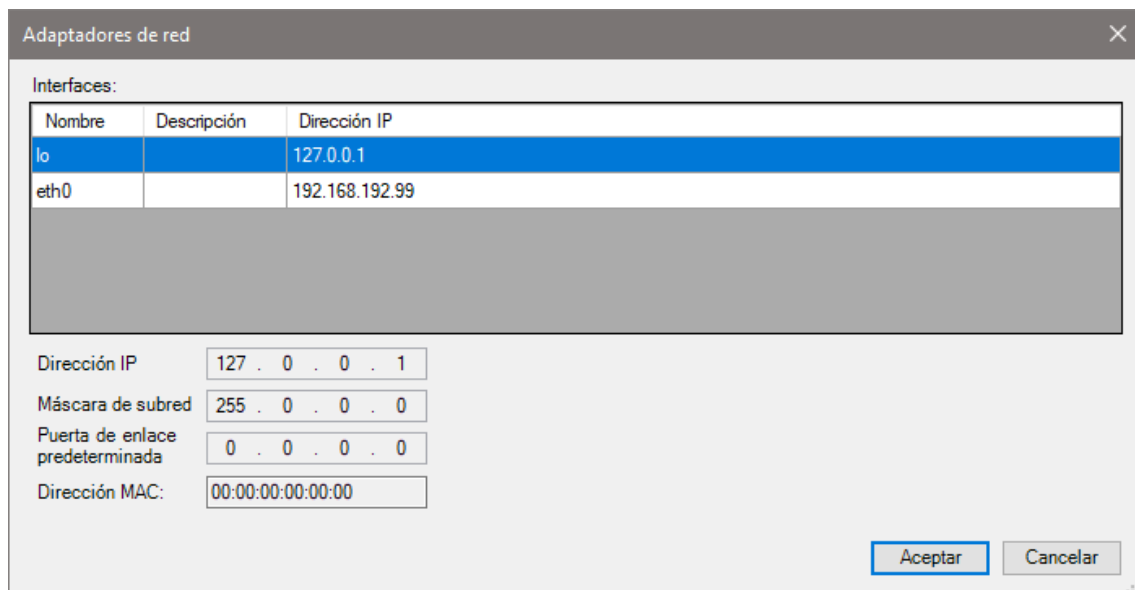 Adaptadores de red
Interfaces:
Nombre Descripción Dirección IP
lo 127.0.0.1
eth0 192.168.192.99
Dirección IP 127 . 0 . 0 . 1
Máscara de subred 255 . 0 . 0 . 0
Puerta de enlace
predeterminada 0 . 0 . 0 . 0
Dirección MAC: 00:00:00:00:00:00
Aceptar Cancelar